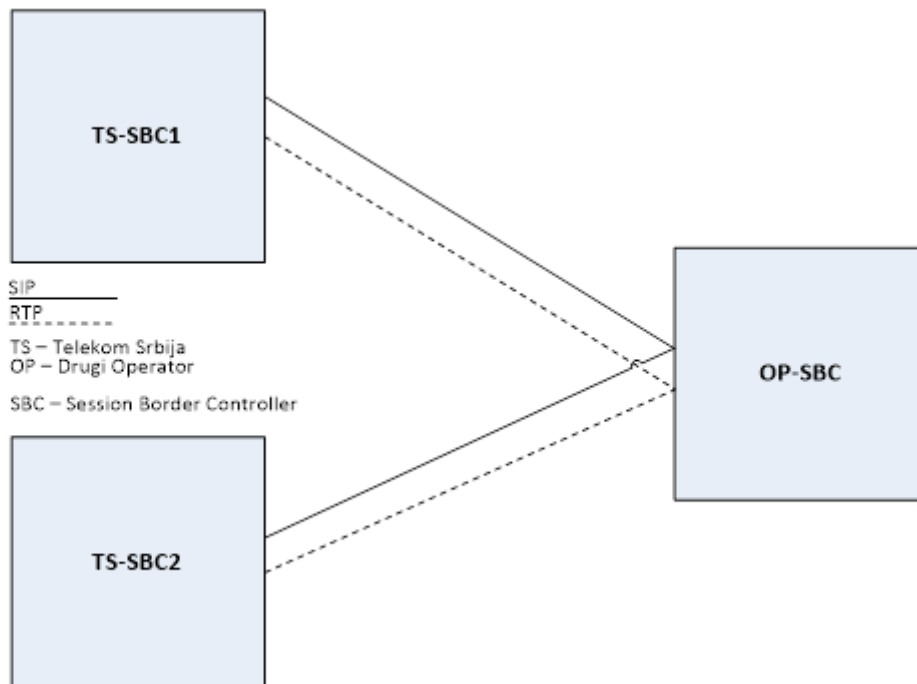 TS-SBC1
SIP
RTP
TS – Telekom Srbija
OP – Drugi Operator
SBC – Session Border Controller
OP-SBC
TS-SBC2